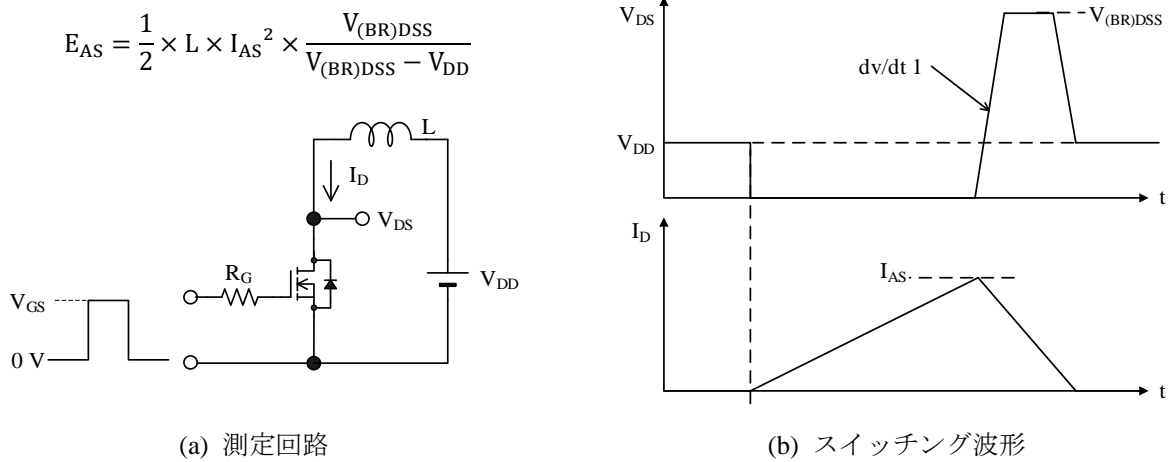 E_AS = 1/2 × L × I_AS² × V_(BR)DSS / (V_(BR)DSS − V_DD)
L
I_D
V_DS
R_G
V_DD
V_GS
0 V
(a) 測定回路
V_DS
V_(BR)DSS
dv/dt 1
V_DD
t
I_D
I_AS
t
(b) スイッチング波形